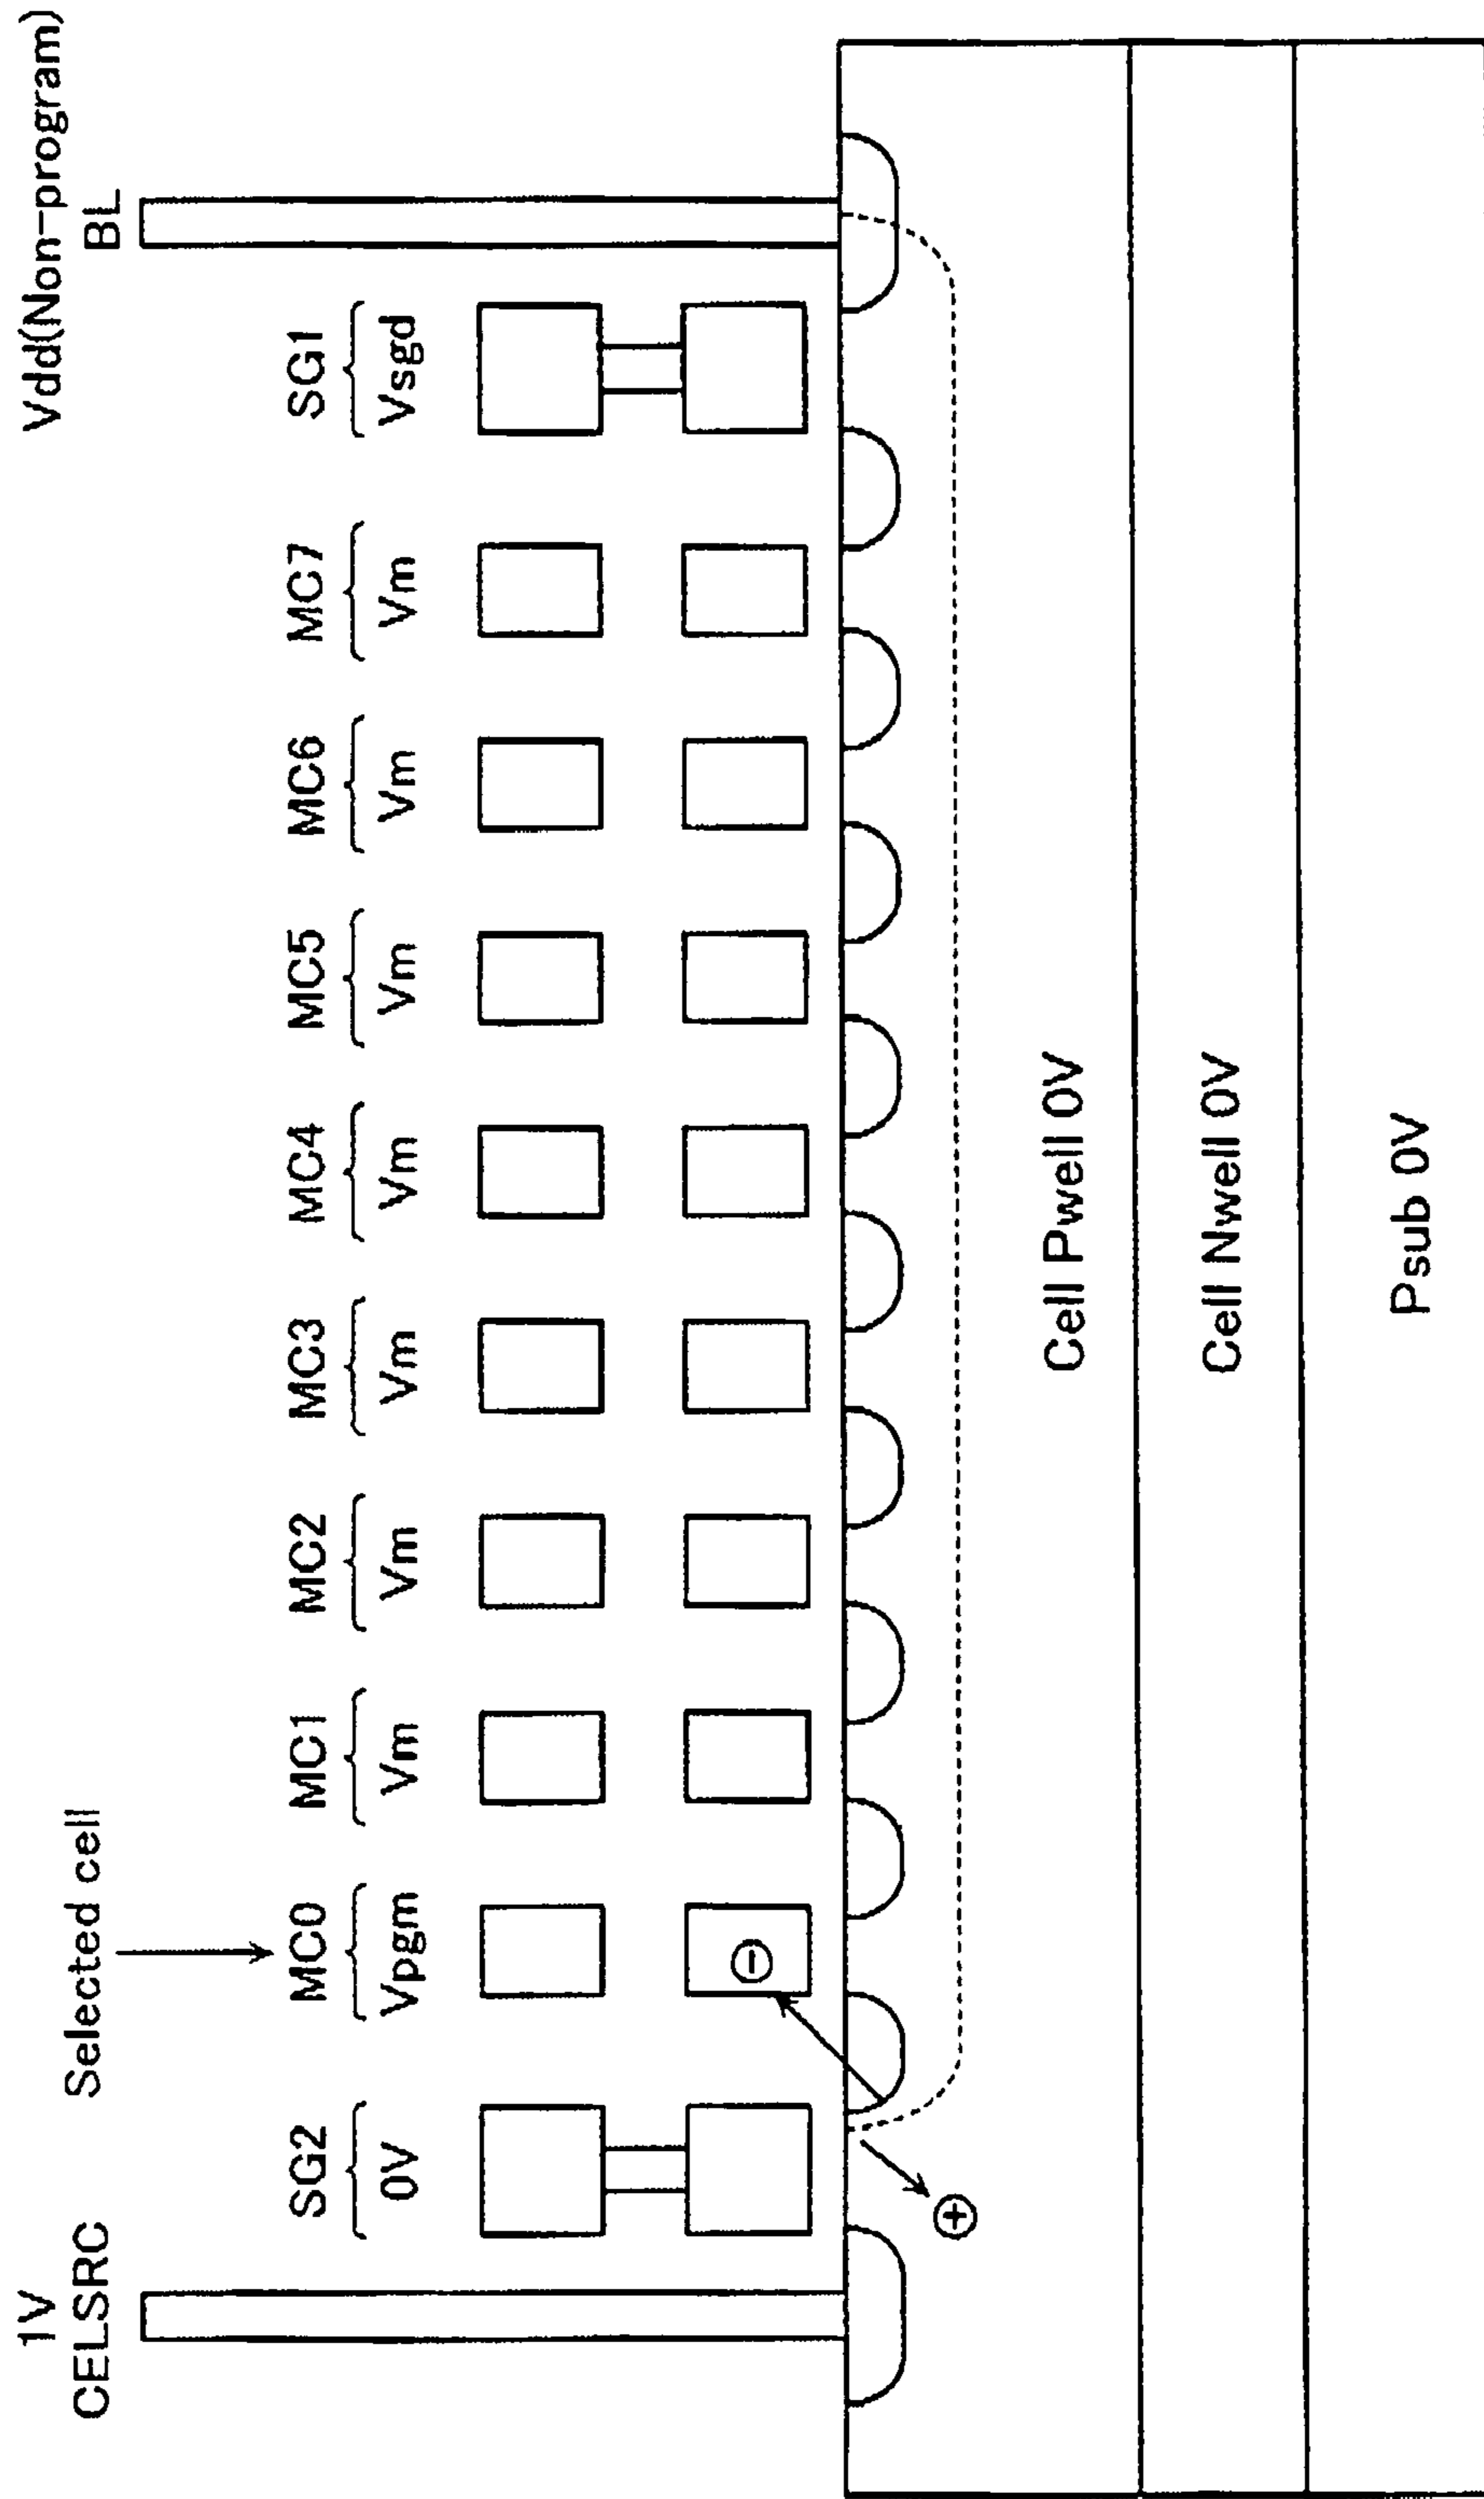 1V
CELSRC
Selected cell
Vdd(Non-program)
BL
SG2
MC0
MC1
MC2
MC3
MC4
MC5
MC6
MC7
SG1
0V
Vpgm
Vm
Vm
Vm
Vm
Vm
Vm
Vm
Vsgd
⊖
⊕
Cell Pwell 0V
Cell Nwell 0V
Psub 0V